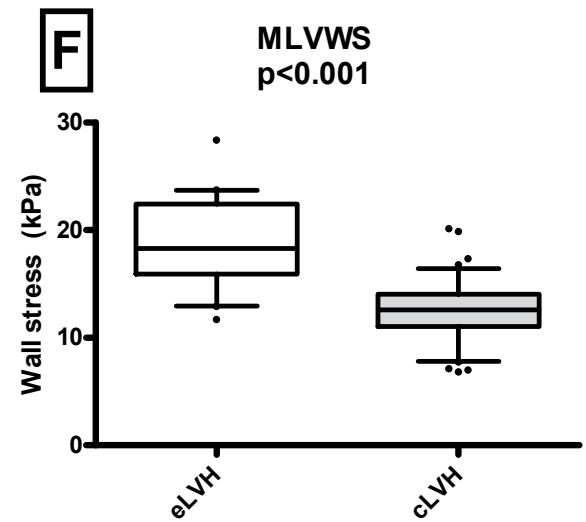 F
MLVWS
p<0.001
30
20
10
0
Wall stress (kPa)
eLVH
cLVH